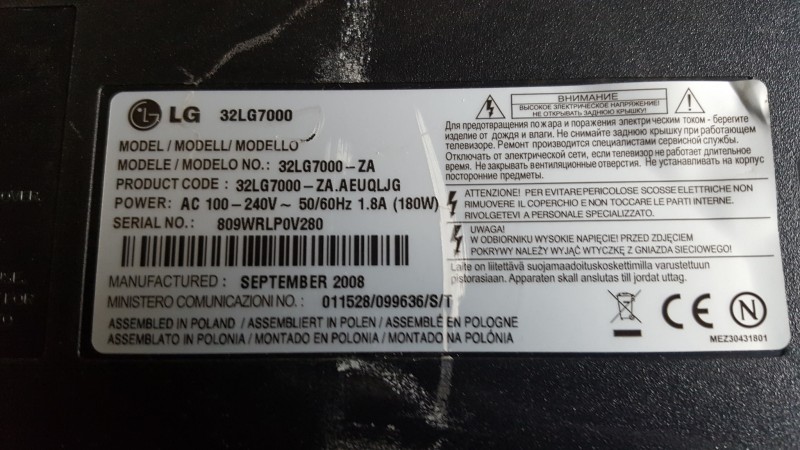 LG 32LG7000
MODEL / MODELL/ MODELLO
MODELE / MODELO NO.: 32LG7000-ZA
PRODUCT CODE : 32LG7000-ZA.AEUQLJG
POWER: AC 100-240V~ 50/60Hz 1.8A (180W)
SERIAL NO.: 809WRLP0V280
MANUFACTURED : SEPTEMBER 2008
MINISTERO COMUNICAZIONI NO. : 011528/099636/S/T
ASSEMBLED IN POLAND / ASSEMBLIERT IN POLEN / ASSEMBLÉ EN POLOGNE
ASSEMBLATO IN POLONIA / MONTADO EN POLONIA / MONTADO NA POLÓNIA
ВНИМАНИЕ
ВЫСОКОЕ ЭЛЕКТРИЧЕСКОЕ НАПРЯЖЕНИЕ!
НЕ ОТКРЫВАТЬ ЗАДНЮЮ КРЫШКУ!
Для предотвращения пожара и поражения электрическим током - берегите
изделие от дождя и влаги. Не снимайте заднюю крышку при работающем
телевизоре. Ремонт производится специалистами сервисной службы.
Отключать от электрической сети, если телевизор не работает длительное
время. Не закрывать вентиляционные отверстия. Не устанавливать на корпус
посторонние предметы.
ATTENZIONE! PER EVITARE PERICOLOSE SCOSSE ELETTRICHE NON
RIMUOVERE IL COPERCHIO E NON TOCCARE LE PARTI INTERNE.
RIVOLGETEVI A PERSONALE SPECIALIZZATO.
UWAGA!
W ODBIORNIKU WYSOKIE NAPIĘCIE! PRZED ZDJĘCIEM
POKRYWY NALEŻY WYJĄĆ WTYCZKĘ Z GNIAZDA SIECIOWEGO!
Laite on liitettävä suojamaadoituskoskettimilla varustettuun
pistorasiaan. Apparaten skall anslutas till jordat uttag.
CE N
MEZ30431801